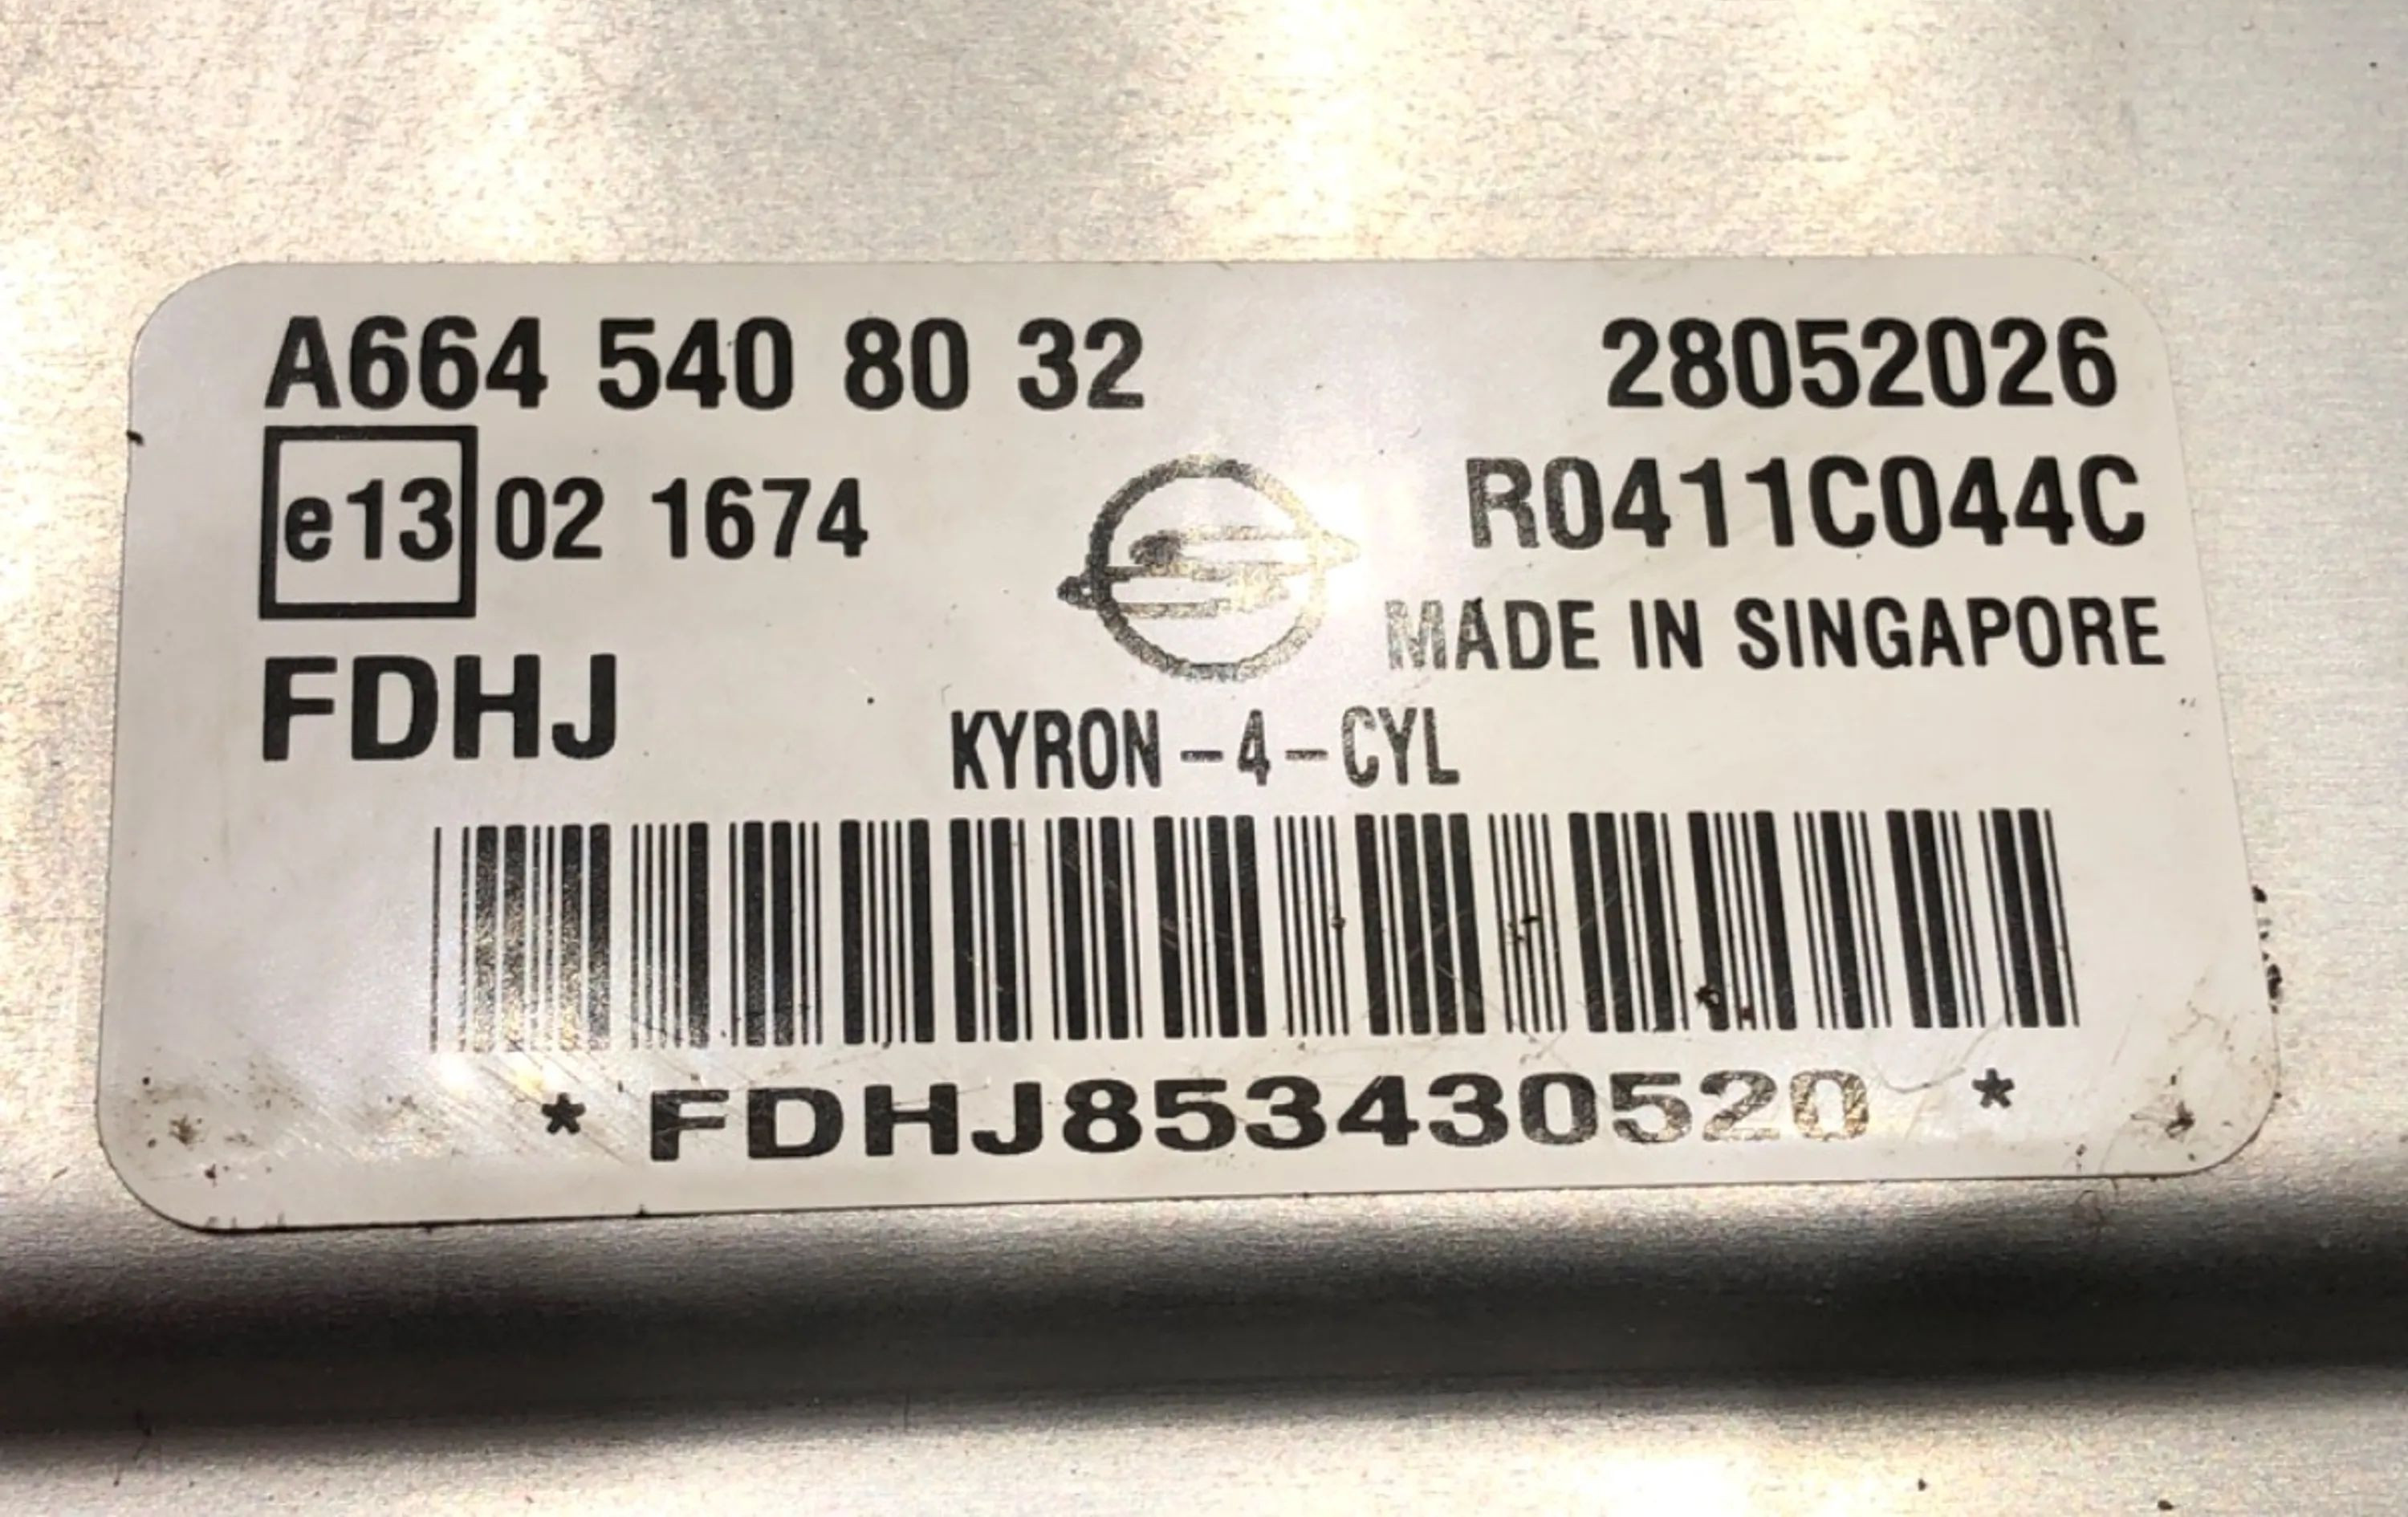 A664 540 80 32
28052026
e13 02 1674
R0411C044C
MADE IN SINGAPORE
FDHJ
KYRON-4-CYL
* FDHJ853430520 *